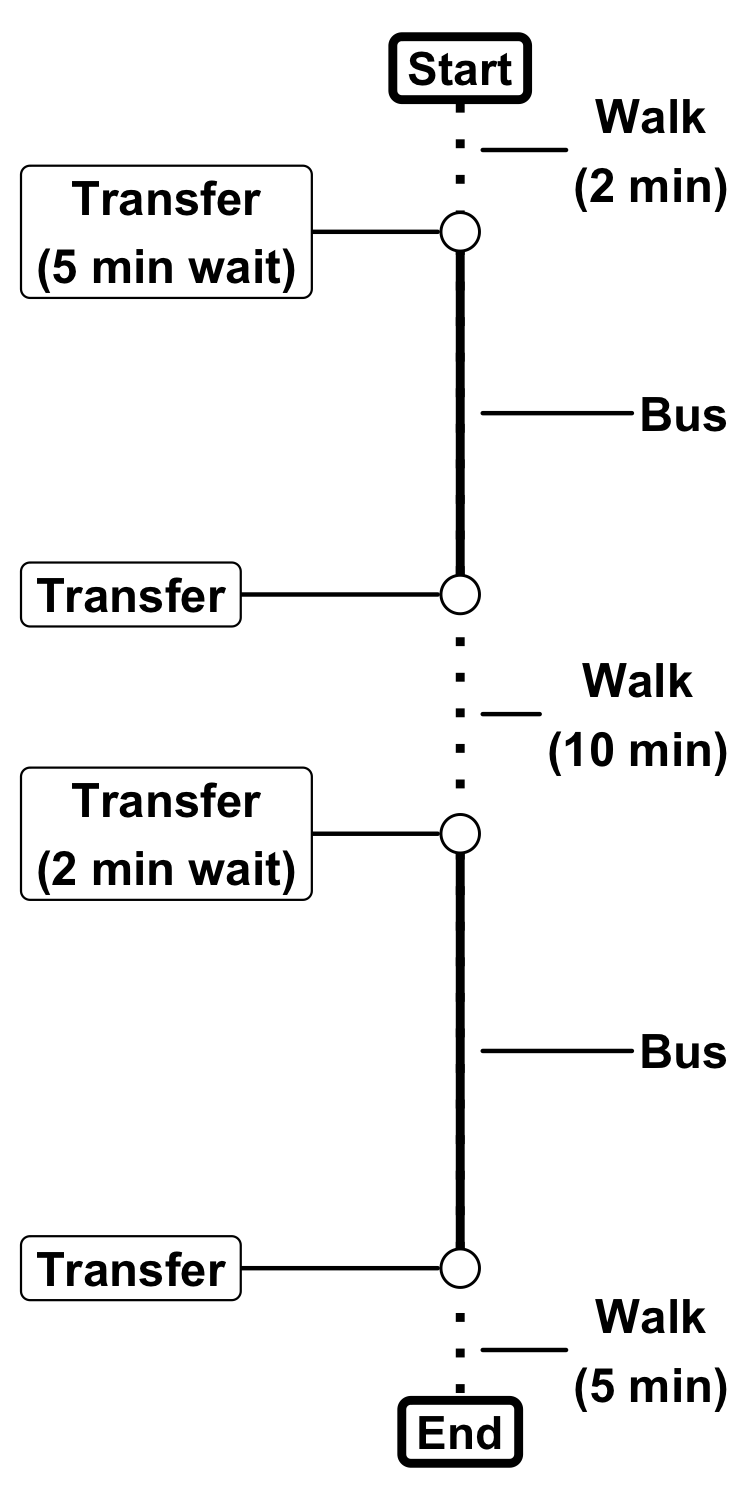 Start
Walk
(2 min)
Transfer
(5 min wait)
Bus
Transfer
Walk
(10 min)
Transfer
(2 min wait)
Bus
Transfer
Walk
(5 min)
End